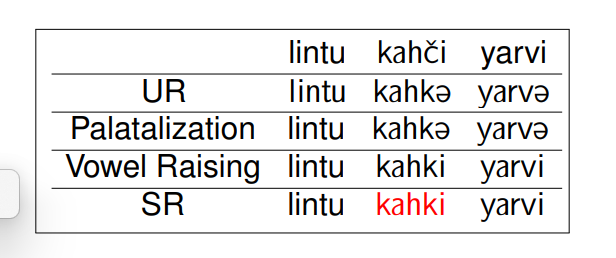 lintu kahči yarvi
UR lintu kahkə yarvə
Palatalization lintu kahkə yarvə
Vowel Raising lintu kahki yarvi
SR lintu kahki yarvi